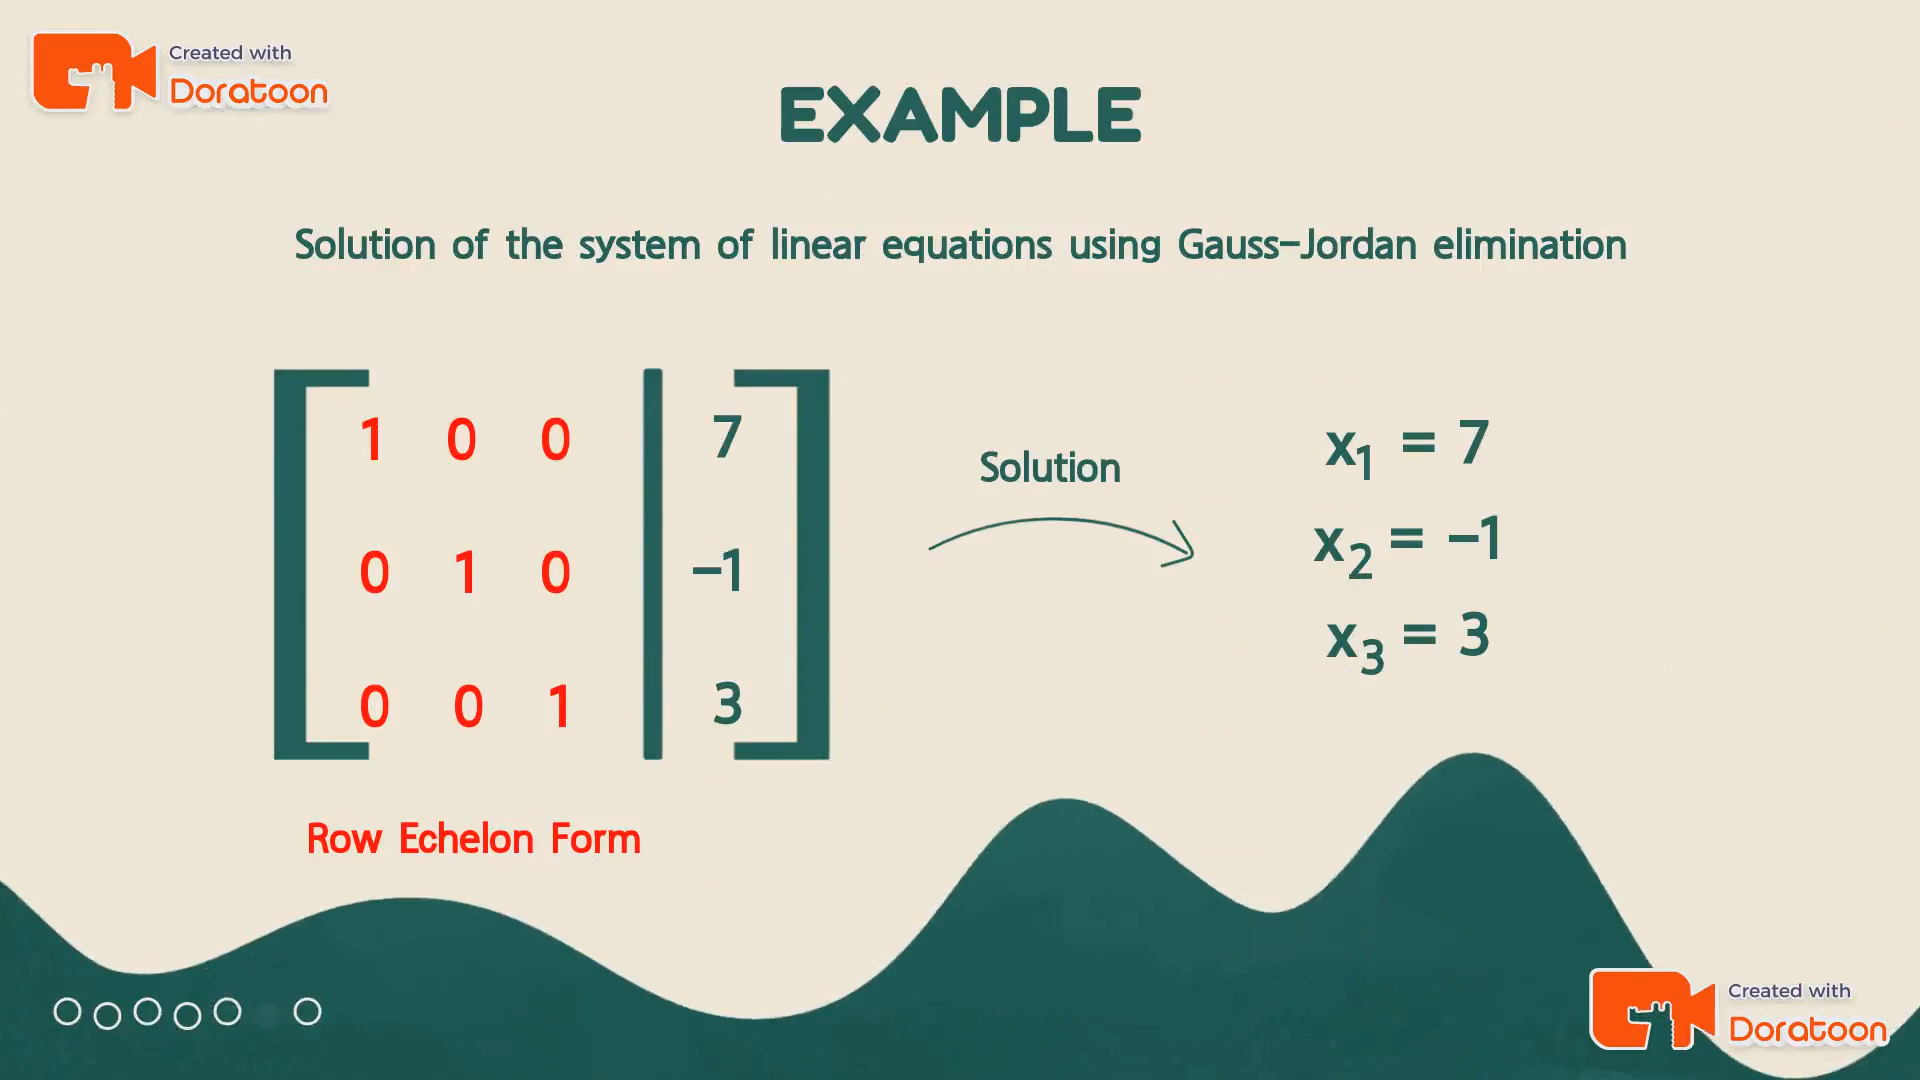 Created with
Doratoon
EXAMPLE
Solution of the system of linear equations using Gauss-Jordan elimination
1 0 0 7
0 1 0 -1
0 0 1 3
Solution
x₁ = 7
x₂ = -1
x₃ = 3
Row Echelon Form
Created with
Doratoon